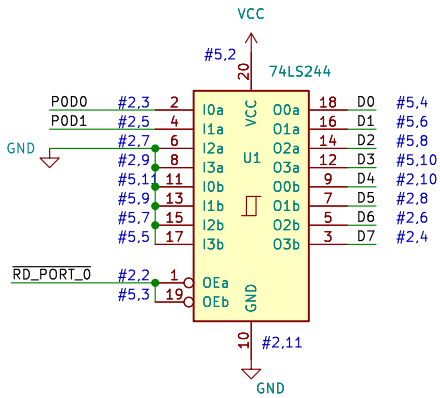 VCC
#5,2
74LS244
20
VCC
P0D0 #2,3 2 I0a O0a 18 D0 #5,4
P0D1 #2,5 4 I1a O1a 16 D1 #5,6
GND #2,7 6 I2a O2a 14 D2 #5,8
#2,9 8 I3a U1 O3a 12 D3 #5,10
#5,11 11 I0b O0b 9 D4 #2,10
#5,9 13 I1b O1b 7 D5 #2,8
#5,7 15 I2b O2b 5 D6 #2,6
#5,5 17 I3b O3b 3 D7 #2,4
RD_PORT_0 #2,2 1 OEa
#5,3 19 OEb
GND
10
#2,11
GND